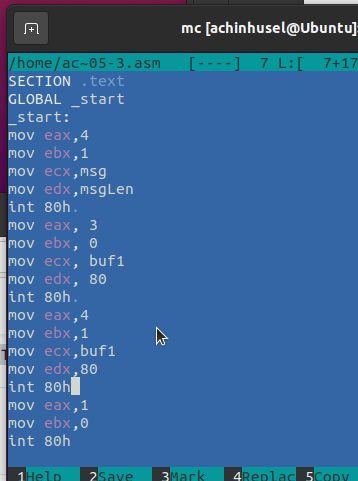 mc [achinhusel@Ubuntu]
/home/ac~05-3.asm [----] 7 L:[ 7+17
SECTION .text
GLOBAL _start
_start:
mov eax,4
mov ebx,1
mov ecx,msg
mov edx,msgLen
int 80h.
mov eax, 3
mov ebx, 0
mov ecx, buf1
mov edx, 80
int 80h.
mov eax,4
mov ebx,1
mov ecx,buf1
mov edx,80
int 80h
mov eax,1
mov ebx,0
int 80h
1Help 2Save 3Mark 4Replac 5Copy